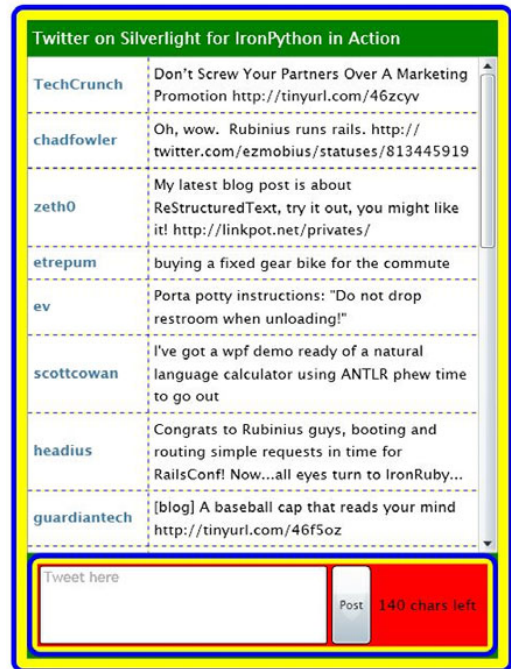 Twitter on Silverlight for IronPython in Action
TechCrunch
Don't Screw Your Partners Over A Marketing
Promotion http://tinyurl.com/46zcyv
chadfowler
Oh, wow.  Rubinius runs rails. http://
twitter.com/ezmobius/statuses/813445919
zeth0
My latest blog post is about
ReStructuredText, try it out, you might like
it! http://linkpot.net/privates/
etrepum
buying a fixed gear bike for the commute
ev
Porta potty instructions: "Do not drop
restroom when unloading!"
scottcowan
I've got a wpf demo ready of a natural
language calculator using ANTLR phew time
to go out
headius
Congrats to Rubinius guys, booting and
routing simple requests in time for
RailsConf! Now...all eyes turn to IronRuby...
guardiantech
[blog] A baseball cap that reads your mind
http://tinyurl.com/46f5oz
Tweet here
Post
140 chars left